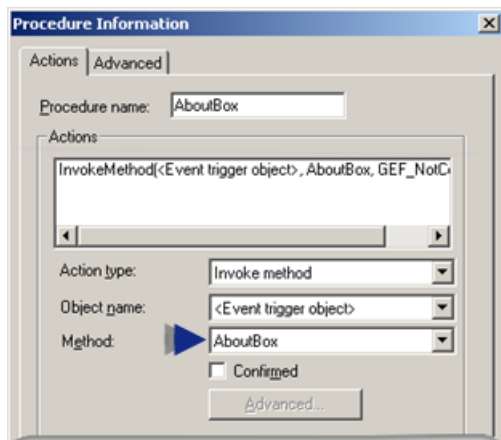 Procedure Information
Actions Advanced
Procedure name: AboutBox
Actions
InvokeMethod(<Event trigger object>, AboutBox, GEF_NotC
Action type: Invoke method
Object name: <Event trigger object>
Method: AboutBox
Confirmed
Advanced...